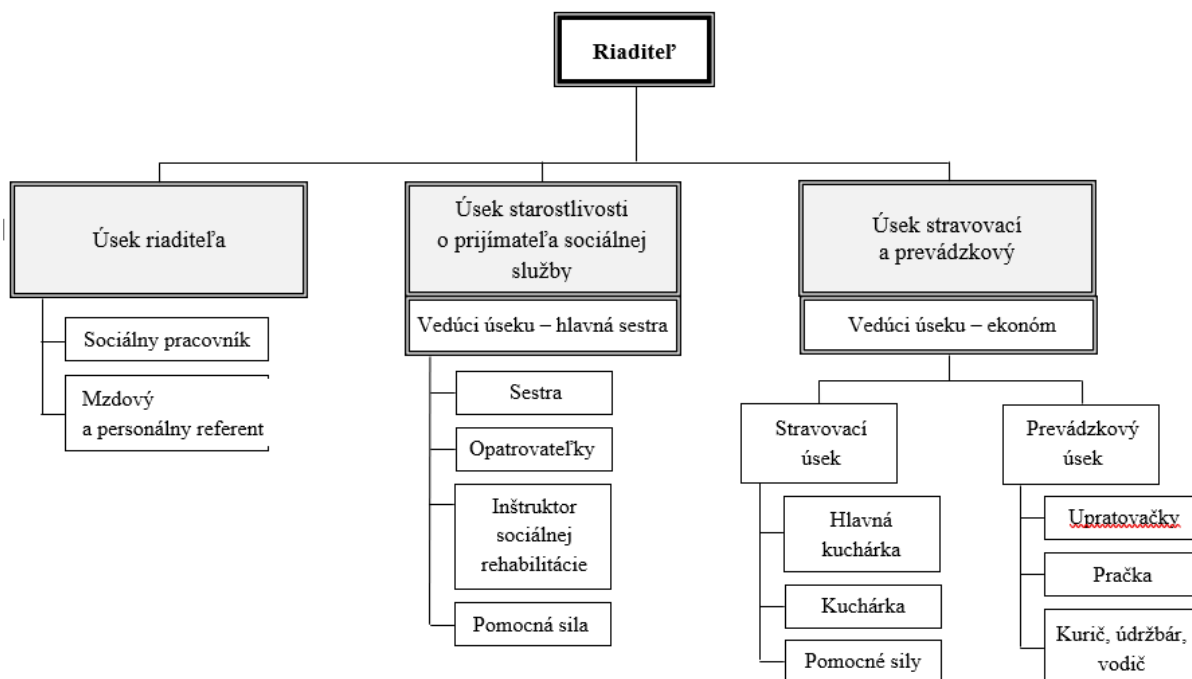 Riaditeľ
Úsek riaditeľa
Sociálny pracovník
Mzdový
a personálny referent
Úsek starostlivosti
o prijímateľa sociálnej
služby
Vedúci úseku – hlavná sestra
Sestra
Opatrovateľky
Inštruktor
sociálnej
rehabilitácie
Pomocná sila
Úsek stravovací
a prevádzkový
Vedúci úseku – ekonóm
Stravovací
úsek
Hlavná
kuchárka
Kuchárka
Pomocné sily
Prevádzkový
úsek
Upratovačky
Pračka
Kurič, údržbár,
vodič